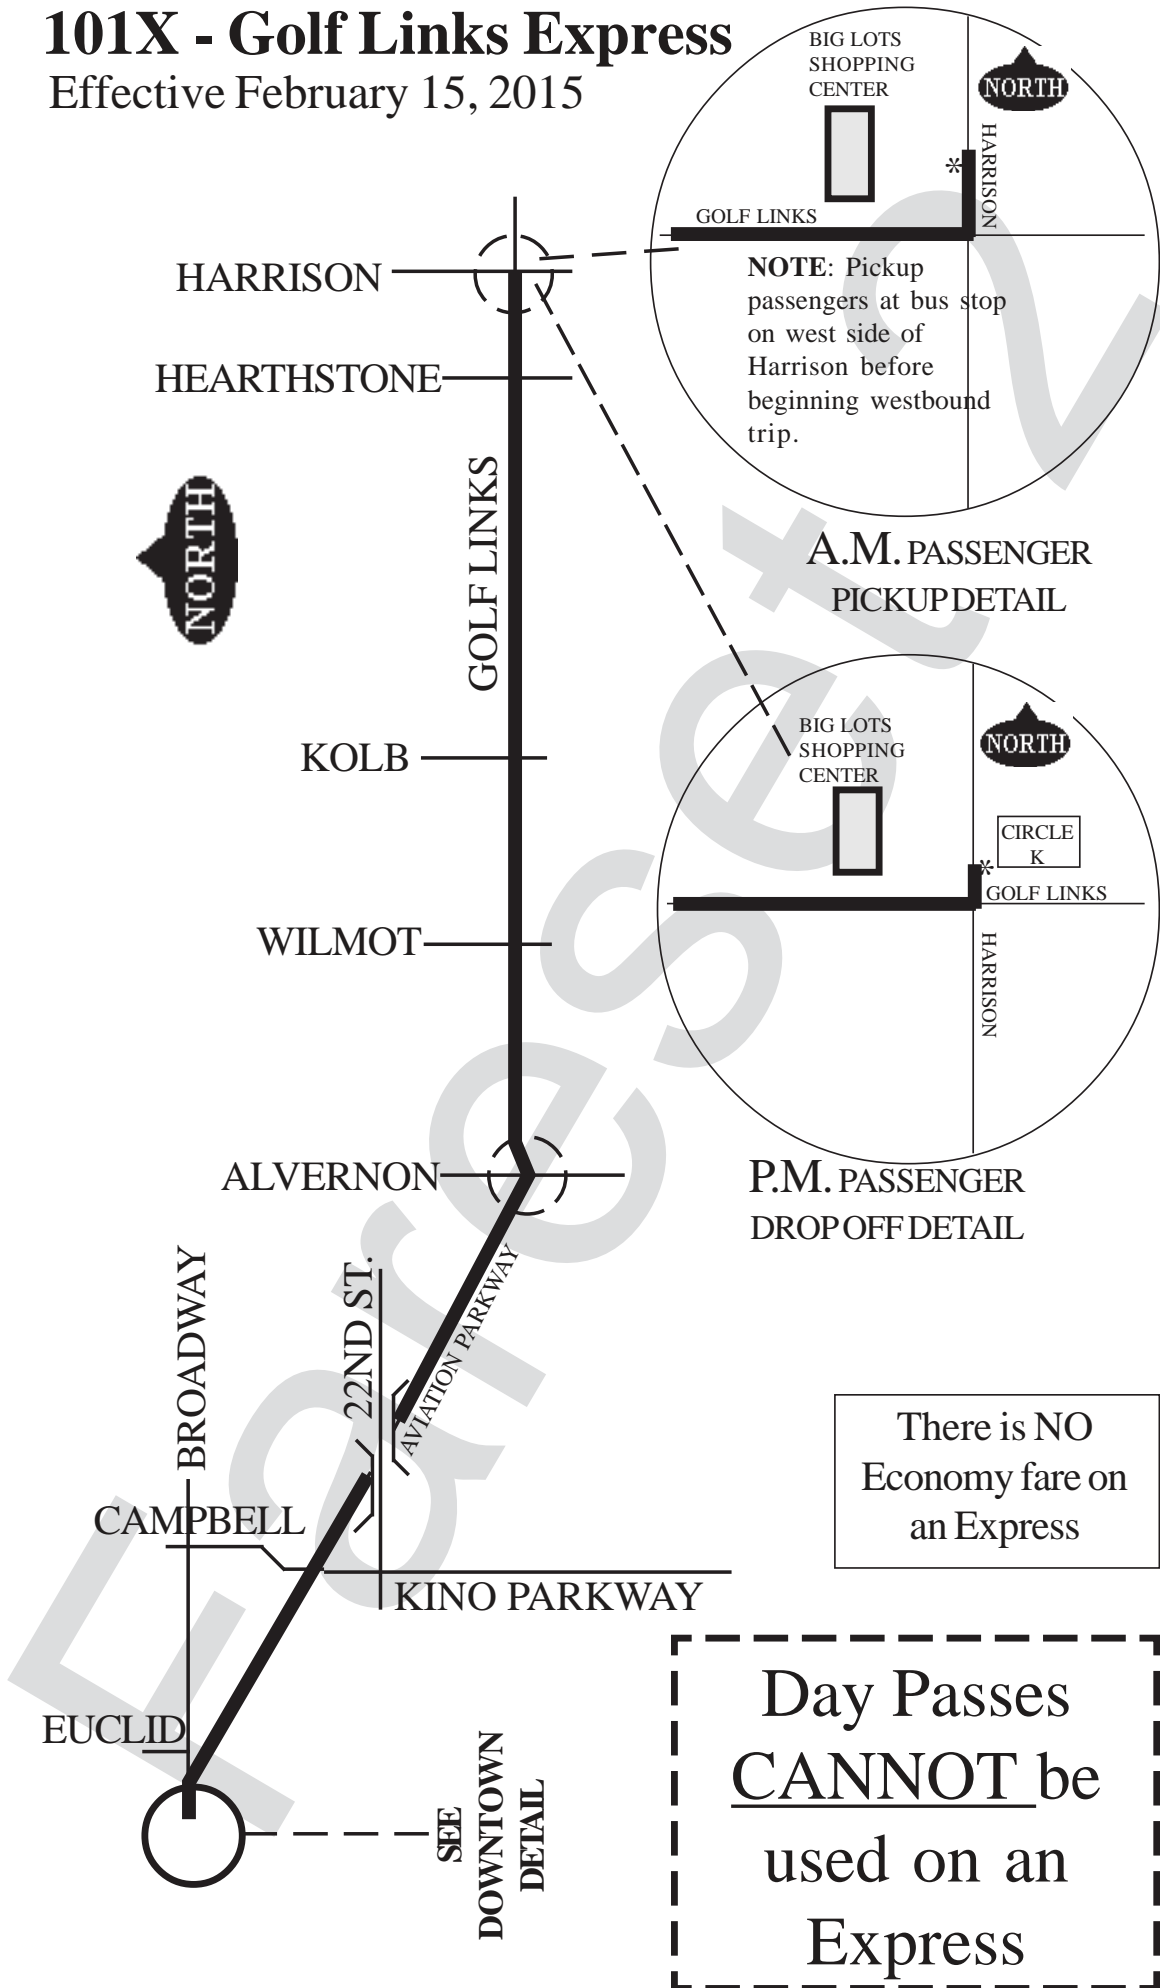 101X - Golf Links Express
Effective February 15, 2015
BIG LOTS
SHOPPING
CENTER
NORTH
HARRISON
*
GOLF LINKS
NOTE: Pickup
passengers at bus stop
on west side of
Harrison before
beginning westbound
trip.
A.M. PASSENGER
PICKUP DETAIL
HARRISON
HEARTHSTONE
NORTH
GOLF LINKS
KOLB
WILMOT
ALVERNON
BIG LOTS
SHOPPING
CENTER
NORTH
CIRCLE
K
*
GOLF LINKS
HARRISON
P.M. PASSENGER
DROP OFF DETAIL
BROADWAY
22ND ST.
AVIATION PARKWAY
CAMPBELL
KINO PARKWAY
EUCLID
SEE
DOWNTOWN
DETAIL
There is NO
Economy fare on
an Express
Day Passes
CANNOT be
used on an
Express
Fareset 2